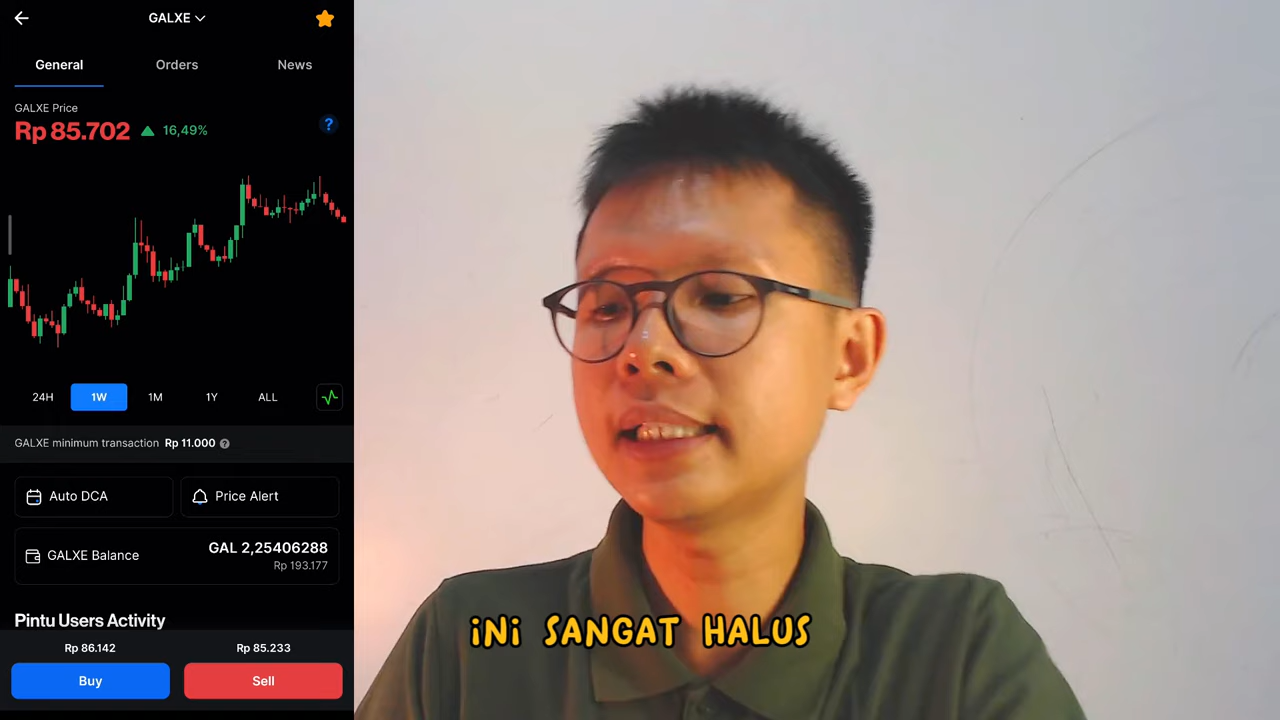 GALXE
General
Orders
News
GALXE Price
Rp 85.702 16,49%
?
24H
1W
1M
1Y
ALL
GALXE minimum transaction Rp 11.000 ?
Auto DCA
Price Alert
GALXE Balance
GAL 2,25406288
Rp 193.177
Pintu Users Activity
Rp 86.142
Rp 85.233
Buy
Sell
iNi SANGAT HALUS